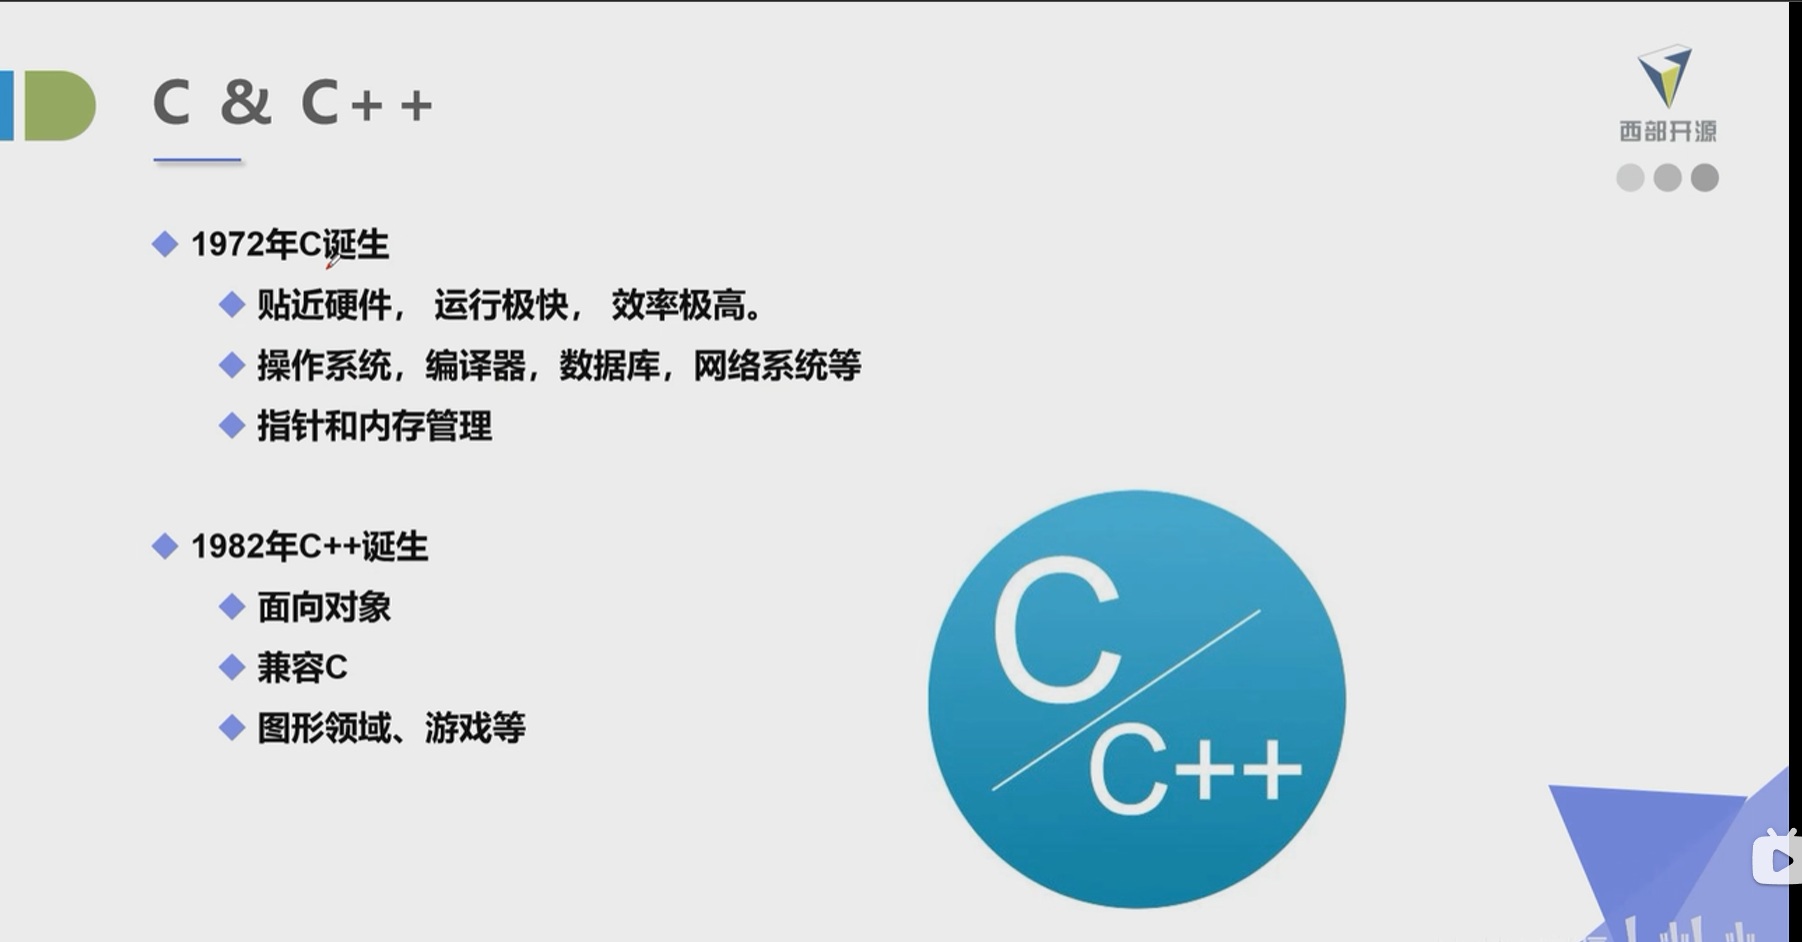 C & C++
西部开源
1972年C诞生
贴近硬件， 运行极快， 效率极高。
操作系统，编译器，数据库，网络系统等
指针和内存管理
1982年C++诞生
面向对象
兼容C
图形领域、游戏等
C
C++